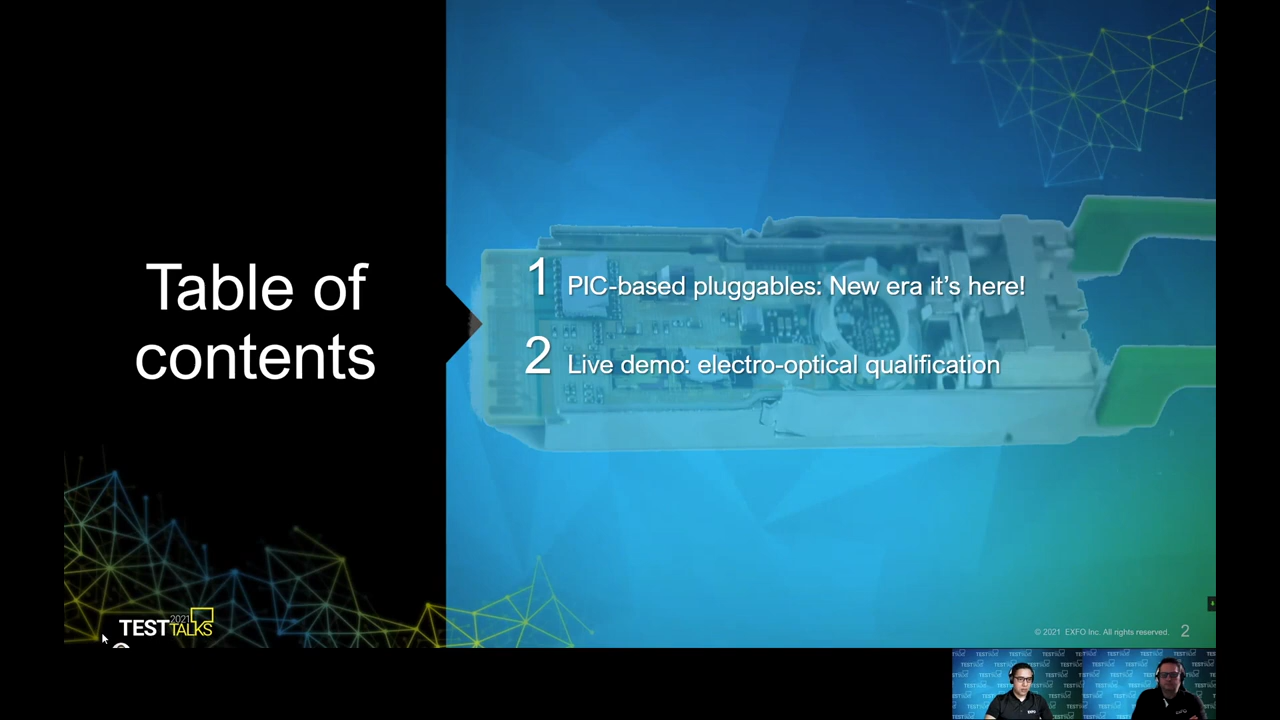 Table of
contents
1 PIC-based pluggables: New era it’s here!
2 Live demo: electro-optical qualification
TEST 2021 TALKS
© 2021 EXFO Inc. All rights reserved. 2